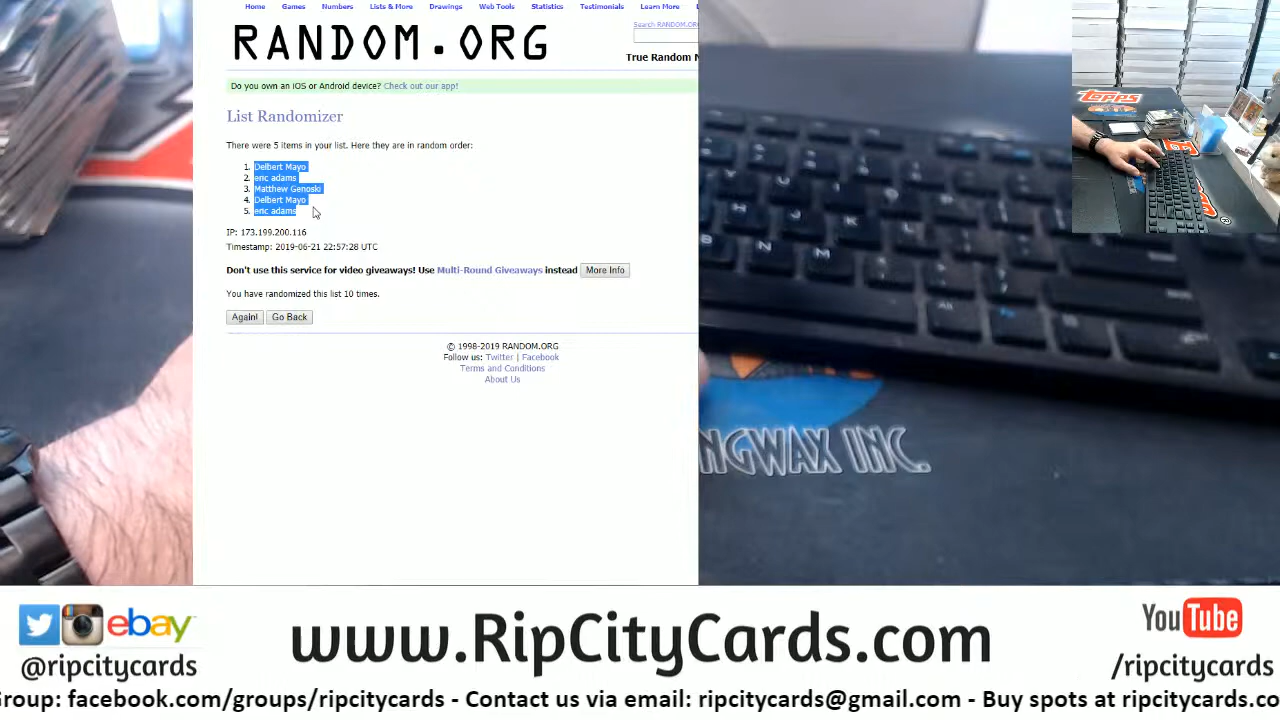 Home Games Numbers Lists & More Drawings Web Tools Statistics Testimonials Learn More
Search RANDOM.OR
RANDOM.ORG
True Random N
Do you own an iOS or Android device? Check out our app!
List Randomizer
There were 5 items in your list. Here they are in random order:
1. Delbert Mayo
2. eric adams
3. Matthew Genoski
4. Delbert Mayo
5. eric adams
IP: 173.199.200.116
Timestamp: 2019-06-21 22:57:28 UTC
Don't use this service for video giveaways! Use Multi-Round Giveaways instead More Info
You have randomized this list 10 times.
Again! Go Back
© 1998-2019 RANDOM.ORG
Follow us: Twitter | Facebook
Terms and Conditions
About Us
topps
NGWAX INC.
ebay
@ripcitycards
www.RipCityCards.com
YouTube
/ripcitycards
Group: facebook.com/groups/ripcitycards - Contact us via email: ripcitycards@gmail.com - Buy spots at ripcityca.co